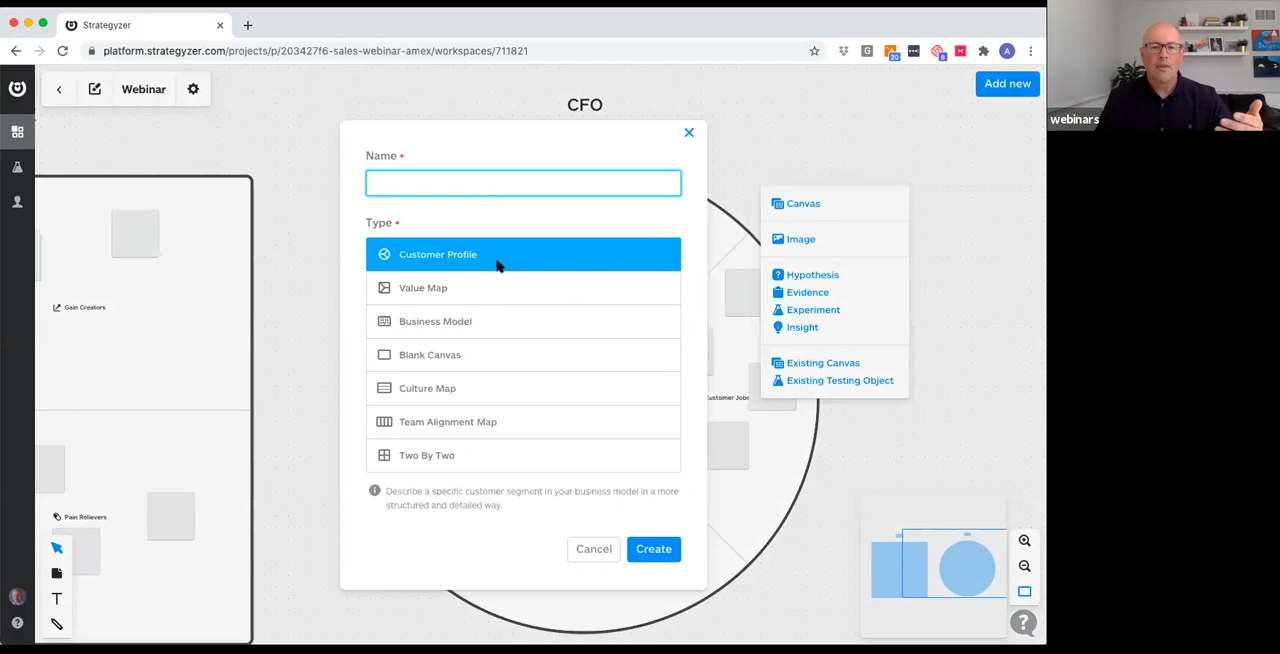 Strategyzer
platform.strategyzer.com/projects/p/203427f6-sales-webinar-amex/workspaces/711821
G
20
8
A
Webinar
Add new
CFO
webinars
Name •
Type •
Customer Profile
Value Map
Business Model
Blank Canvas
Culture Map
Team Alignment Map
Two By Two
Describe a specific customer segment in your business model in a more
structured and detailed way.
Cancel
Create
Canvas
Image
Hypothesis
Evidence
Experiment
Insight
Existing Canvas
Existing Testing Object
Gain Creators
Customer Jobs
Pain Relievers
T